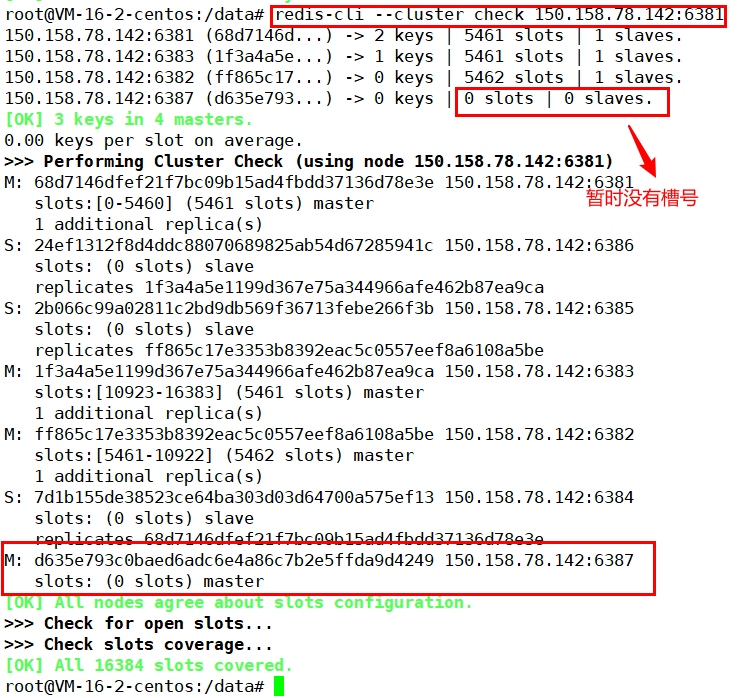 root@VM-16-2-centos:/data# redis-cli --cluster check 150.158.78.142:6381
150.158.78.142:6381 (68d7146d...) -> 2 keys | 5461 slots | 1 slaves.
150.158.78.142:6383 (1f3a4a5e...) -> 1 keys | 5461 slots | 1 slaves.
150.158.78.142:6382 (ff865c17...) -> 0 keys | 5462 slots | 1 slaves.
150.158.78.142:6387 (d635e793...) -> 0 keys | 0 slots | 0 slaves.
[OK] 3 keys in 4 masters.
0.00 keys per slot on average.
>>> Performing Cluster Check (using node 150.158.78.142:6381)
M: 68d7146dfef21f7bc09b15ad4fbdd37136d78e3e 150.158.78.142:6381
slots:[0-5460] (5461 slots) master
暂时没有槽号
1 additional replica(s)
S: 24ef1312f8d4ddc88070689825ab54d67285941c 150.158.78.142:6386
slots: (0 slots) slave
replicates 1f3a4a5e1199d367e75a344966afe462b87ea9ca
S: 2b066c99a02811c2bd9db569f36713febe266f3b 150.158.78.142:6385
slots: (0 slots) slave
replicates ff865c17e3353b8392eac5c0557eef8a6108a5be
M: 1f3a4a5e1199d367e75a344966afe462b87ea9ca 150.158.78.142:6383
slots:[10923-16383] (5461 slots) master
1 additional replica(s)
M: ff865c17e3353b8392eac5c0557eef8a6108a5be 150.158.78.142:6382
slots:[5461-10922] (5462 slots) master
1 additional replica(s)
S: 7d1b155de38523ce64ba303d03d64700a575ef13 150.158.78.142:6384
slots: (0 slots) slave
replicates 68d7146dfef21f7bc09b15ad4fbdd37136d78e3e
M: d635e793c0baed6adc6e4a86c7b2e5ffda9d4249 150.158.78.142:6387
slots: (0 slots) master
[OK] All nodes agree about slots configuration.
>>> Check for open slots...
>>> Check slots coverage...
[OK] All 16384 slots covered.
root@VM-16-2-centos:/data#